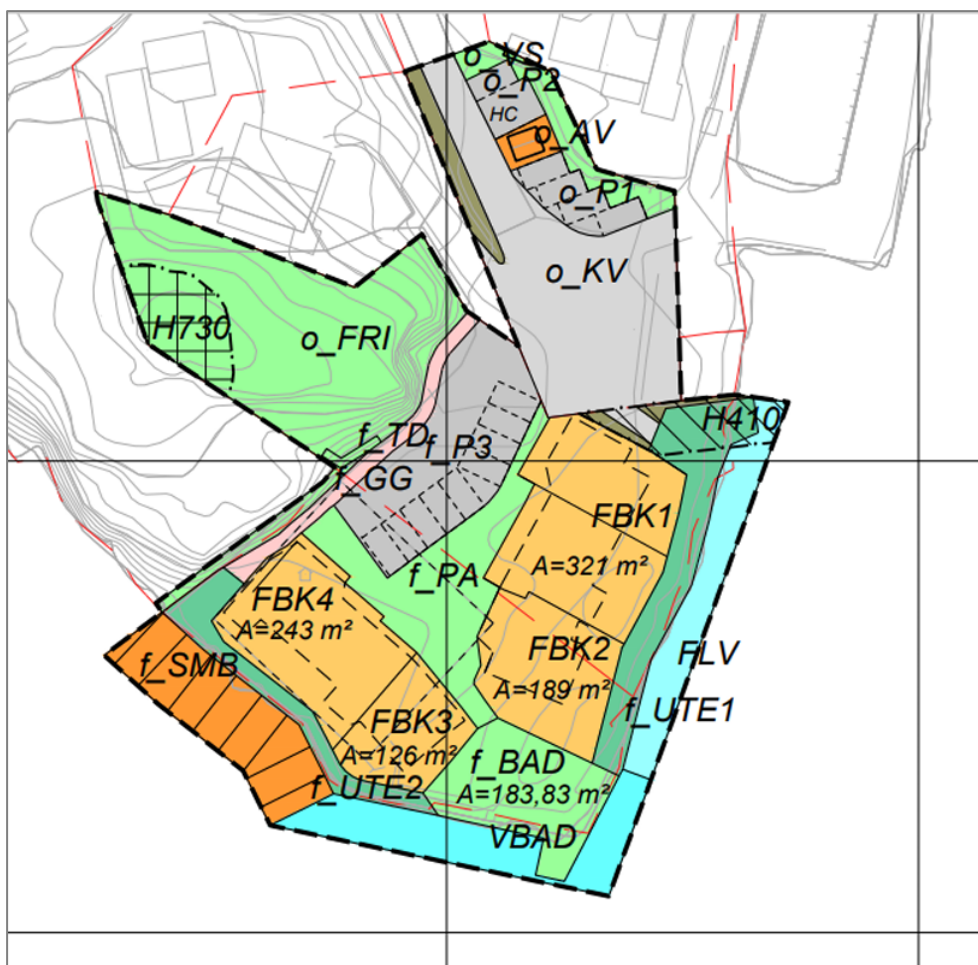 o_VS
o_P2
HC
o_AV
o_P1
o_KV
H730
o_FRI
H410
f_TD
f_P3
f_GG
FBK1
A=321 m²
f_PA
FBK4
A=243 m²
FBK2
A=189 m²
FLV
f_SMB
f_UTE1
FBK3
A=126 m²
f_BAD
f_UTE2
A=183,83 m²
VBAD